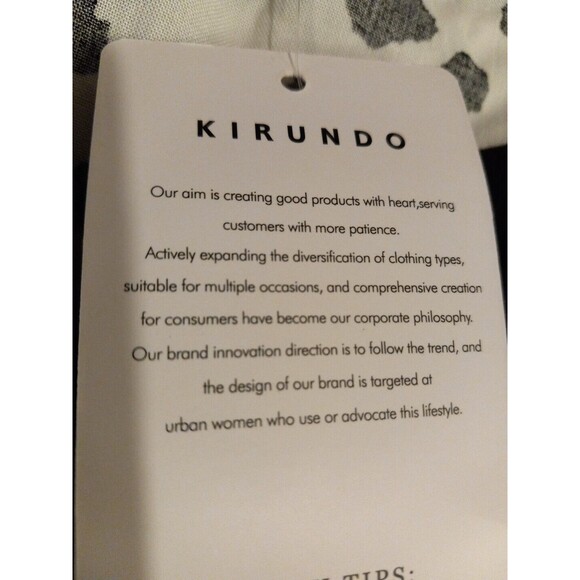 KIRUNDO
Our aim is creating good products with heart,serving
customers with more patience.
Actively expanding the diversification of clothing types,
suitable for multiple occasions, and comprehensive creation
for consumers have become our corporate philosophy.
Our brand innovation direction is to follow the trend, and
the design of our brand is targeted at
urban women who use or advocate this lifestyle.
TIPS: